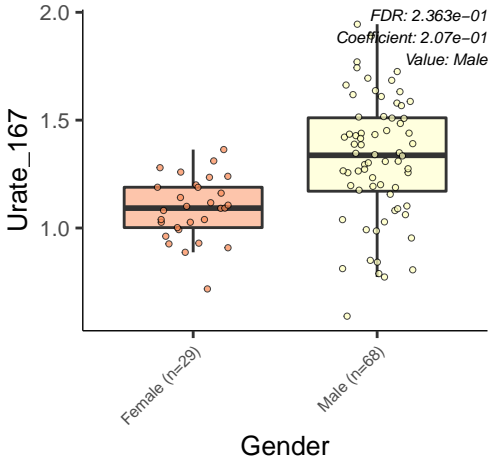 FDR: 2.363e−01
Coefficient: 2.07e−01
Value: Male
2.0
1.5
1.0
Urate_167
Female (n=29)
Male (n=68)
Gender